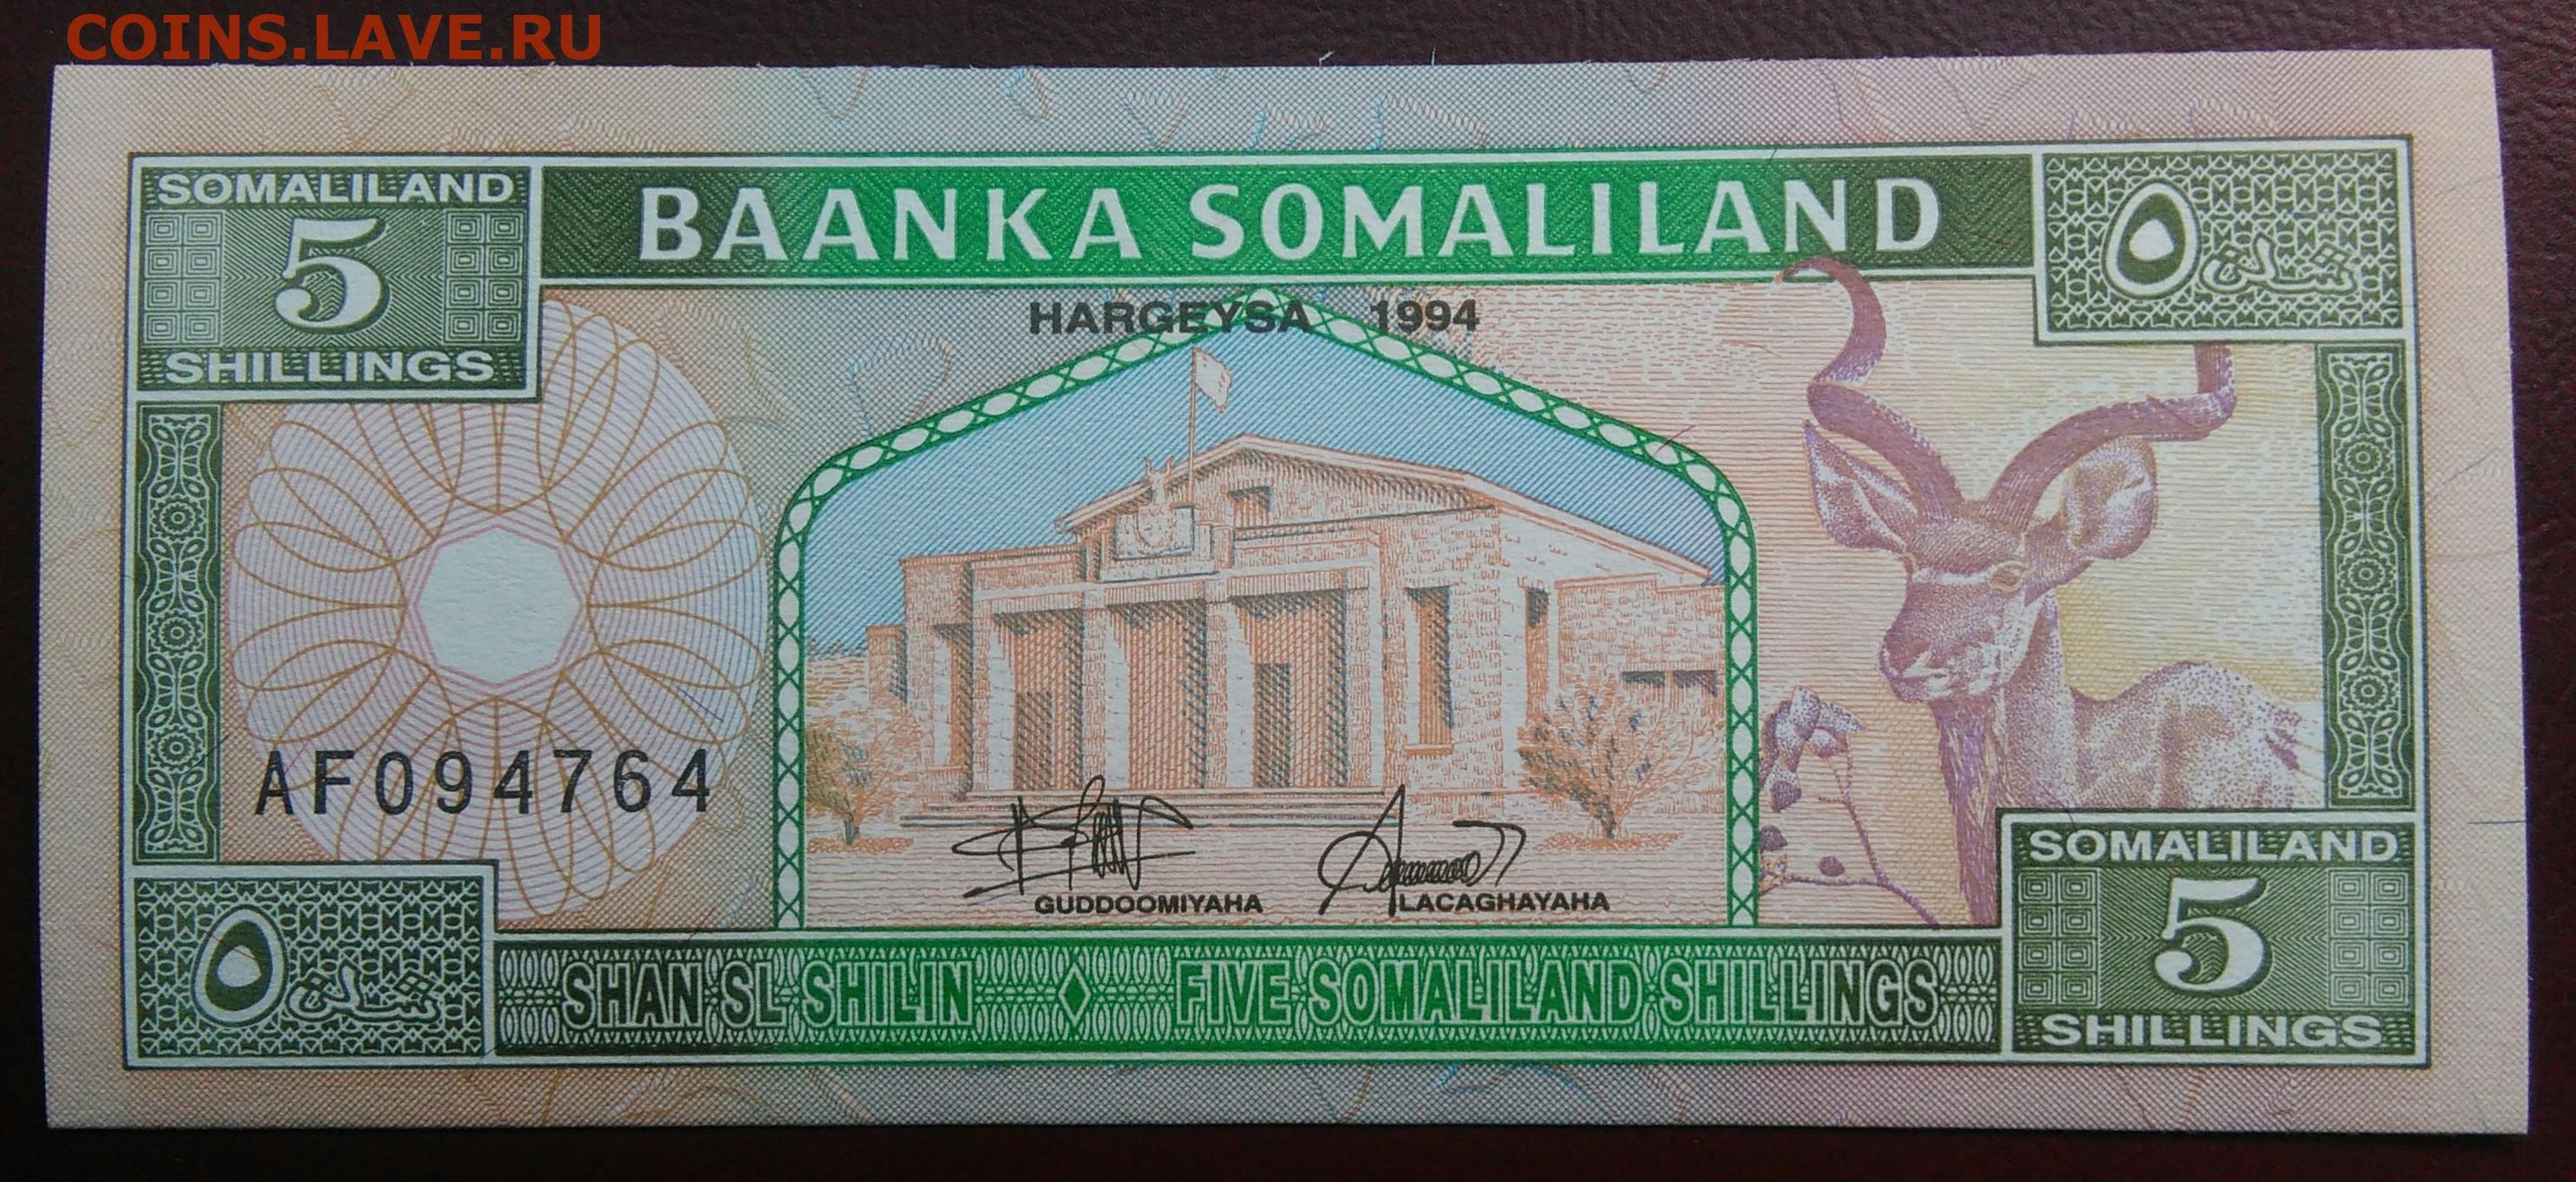 COINS.LAVE.RU
SOMALILAND
5
SHILLINGS
BAANKA SOMALILAND
٥ شلن
HARGEYSA 1994
AF094764
GUDDOOMIYAHA
LACAGHAYAHA
٥ شلن
SHAN SL SHILIN ◊ FIVE SOMALILAND SHILLINGS
SOMALILAND
5
SHILLINGS